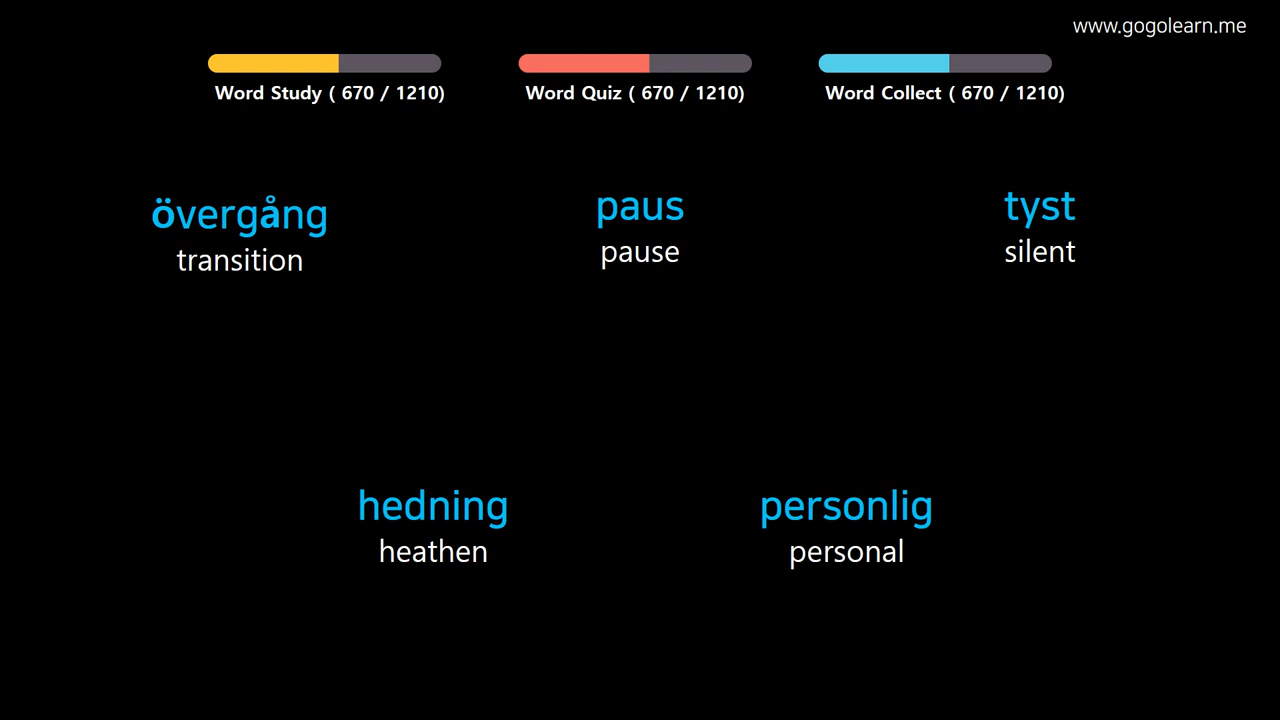 www.gogolearn.me
Word Study ( 670 / 1210)
Word Quiz ( 670 / 1210)
Word Collect ( 670 / 1210)
övergång
transition
paus
pause
tyst
silent
hedning
heathen
personlig
personal